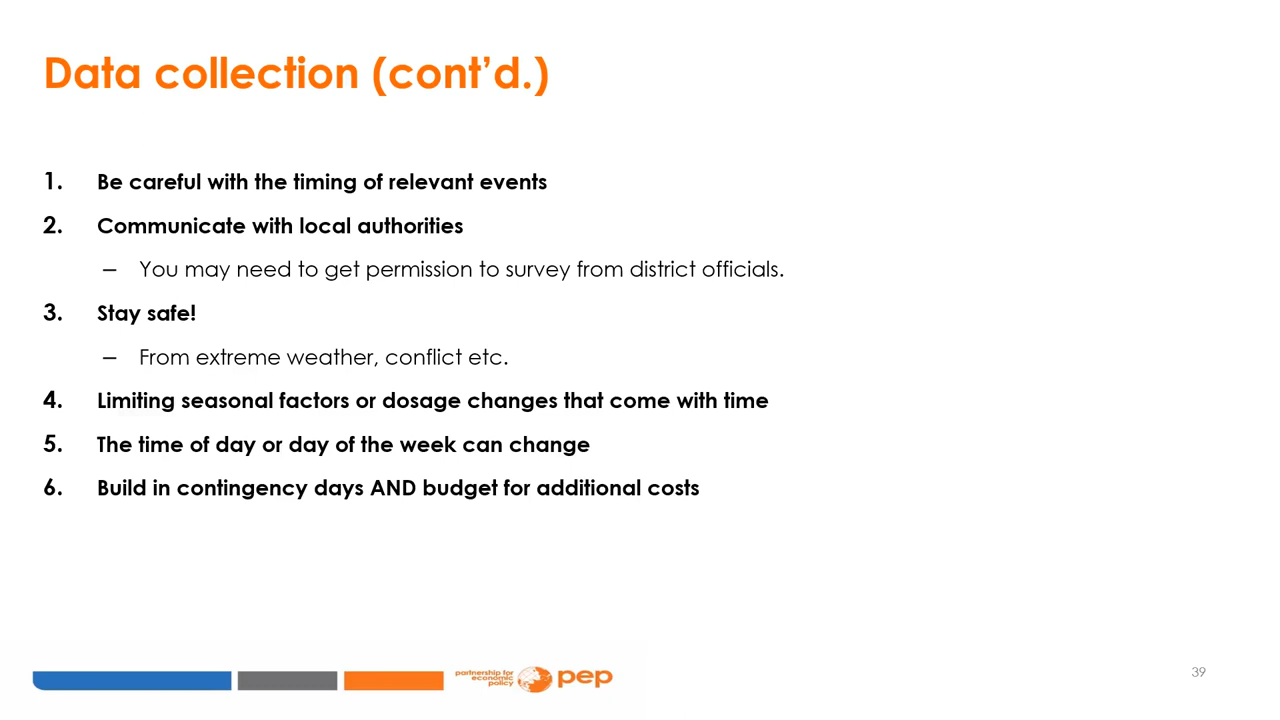 Data collection (cont’d.)
1. Be careful with the timing of relevant events
2. Communicate with local authorities
– You may need to get permission to survey from district officials.
3. Stay safe!
– From extreme weather, conflict etc.
4. Limiting seasonal factors or dosage changes that come with time
5. The time of day or day of the week can change
6. Build in contingency days AND budget for additional costs
partnership for
economic
policy
pep
39